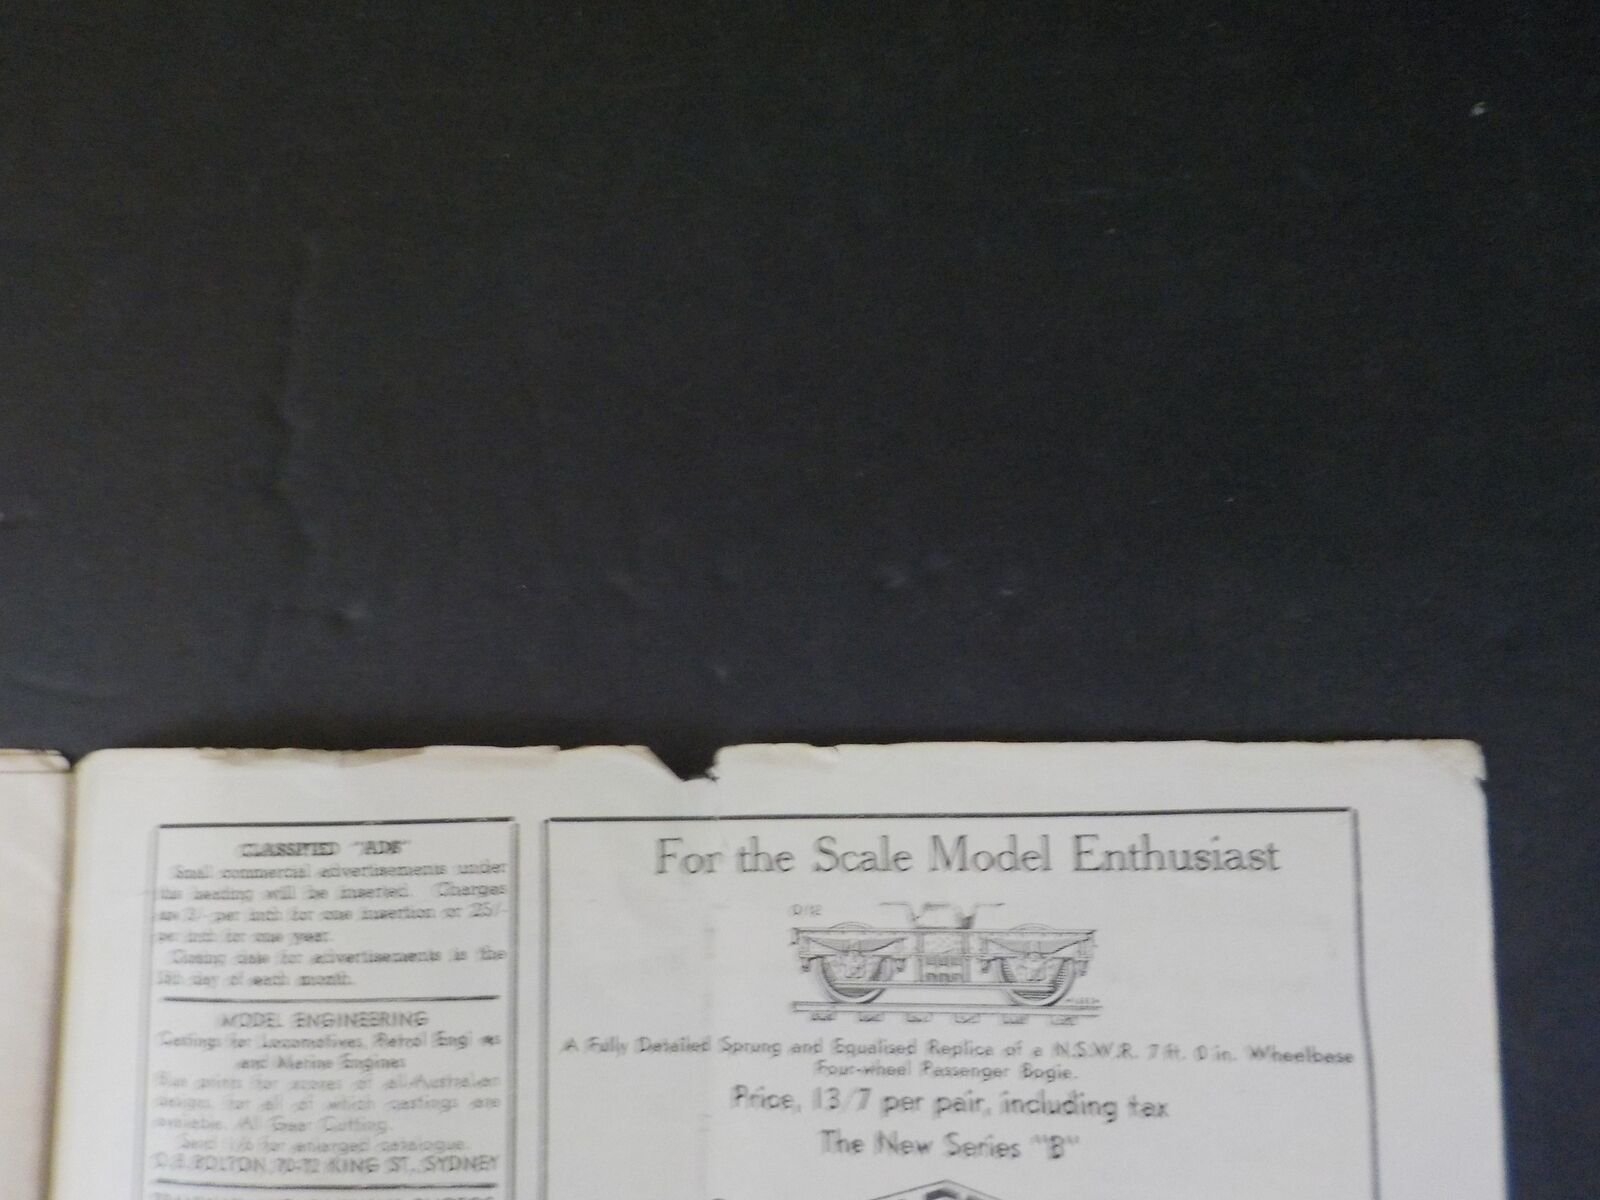 CLASSIFIED "ADS"
Small commercial advertisements under
this heading will be inserted. Charges
are 3/- per inch for one insertion or 25/-
per inch for one year.
Closing date for advertisements is the
15th day of each month.
MODEL ENGINEERING
Castings for Locomotives, Petrol Engines
and Marine Engines
Blue prints for scores of all-Australian
designs, for all of which castings are
available. All Gear Cutting.
Send 1/6 for enlarged catalogue.
BOLTON, 70-72 KING ST., SYDNEY
For the Scale Model Enthusiast
A Fully Detailed Sprung and Equalised Replica of a N.S.W.R. 7 ft. 0 in. Wheelbase
Four-wheel Passenger Bogie.
Price, 13/7 per pair, including tax
The New Series "B"